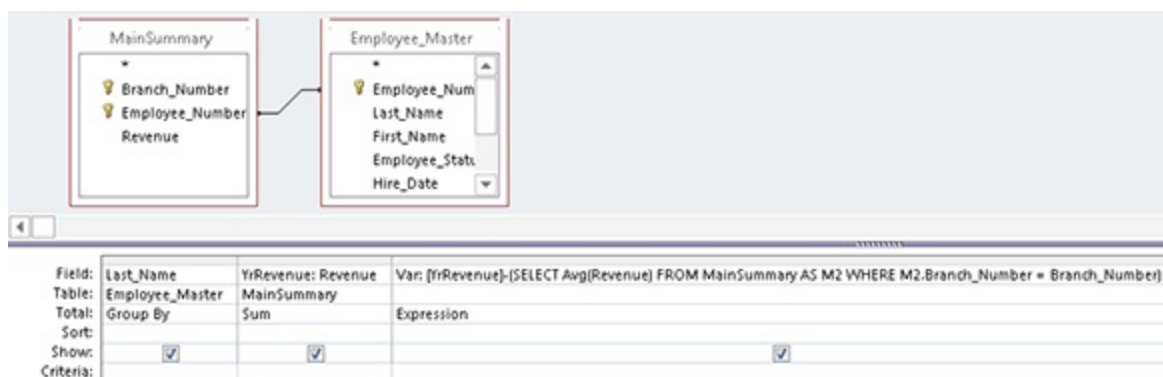 MainSummary
*
Branch_Number
Employee_Number
Revenue
Employee_Master
*
Employee_Num
Last_Name
First_Name
Employee_Statu
Hire_Date
Field: Last_Name YrRevenue: Revenue Var: [YrRevenue]-(SELECT Avg(Revenue) FROM MainSummary AS M2 WHERE M2.Branch_Number = Branch_Number)
Table: Employee_Master MainSummary
Total: Group By Sum Expression
Sort:
Show:
Criteria: